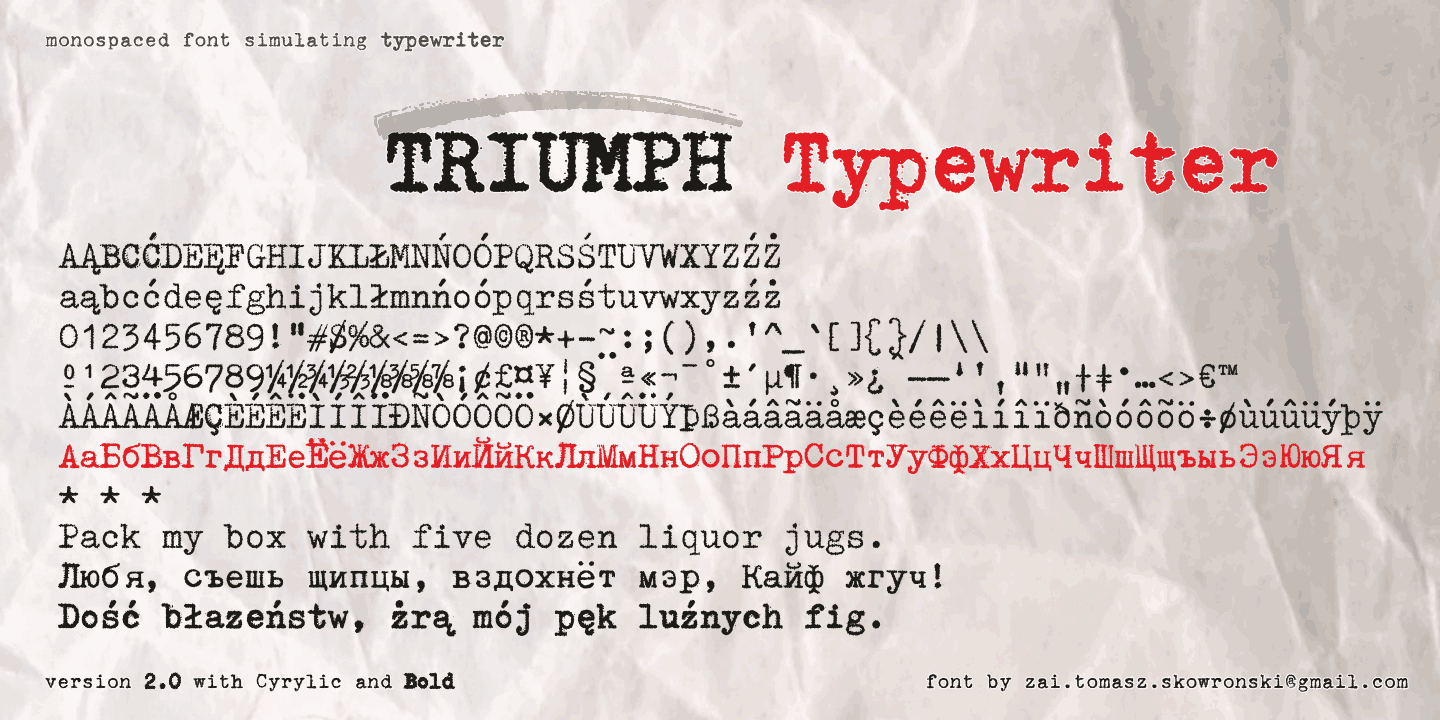 monospaced font simulating typewriter
TRIUMPH Typewriter
AĄBCĆDEĘFGHIJKLŁMNŃOÓPQRSŚTUVWXYZŹŻ
aąbcćdeęfghijklłmnńoópqrsśtuvwxyzźż
0123456789!"#$%&<=>?@©®*+-~:;(),.'^_`[]{}/|\\
º¹23456789¼½¾⅓⅔⅛⅜⅝⅞¡¢£¤¥¦§¨ª«¬¯°±´µ¶·¸»¿ –—‘’‚“”„†‡•…<>€™
ÀÁÂÃÄÅÆÇÈÉÊËÌÍÎÏÐÑÒÓÔÕÖ×ØÙÚÛÜÝÞßàáâãäåæçèéêëìíîïðñòóôõö÷øùúûüýþÿ
АаБбВвГгДдЕеЁёЖжЗзИиЙйКкЛлМмНнОоПпРрСсТтУуФфХхЦцЧчШшЩщъыьЭэЮюЯя
* * *
Pack my box with five dozen liquor jugs.
Любя, съешь щипцы, вздохнёт мэр, Кайф жгуч!
Dość błazeństw, żrą mój pęk luźnych fig.
version 2.0 with Cyrylic and Bold
font by zai.tomasz.skowronski@gmail.com